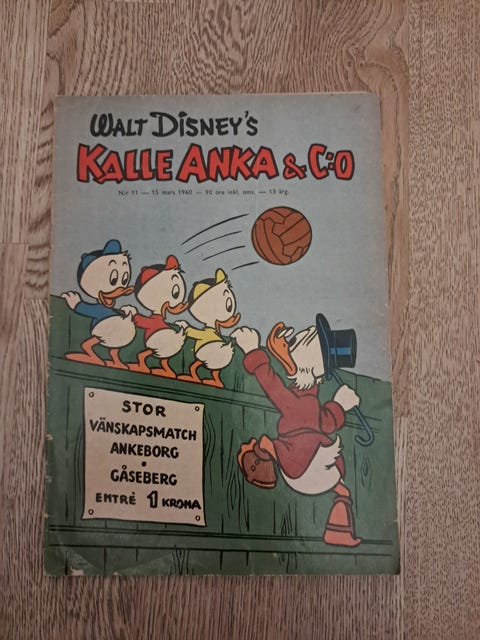 WALT DISNEY'S
KALLE ANKA & C:O
Nr 11 — 15 mars 1960 — 90 öre inkl. oms. — 13 årg.
STOR
VÄNSKAPSMATCH
ANKEBORG
•
GÅSEBERG
ENTRÉ 1 KRONA